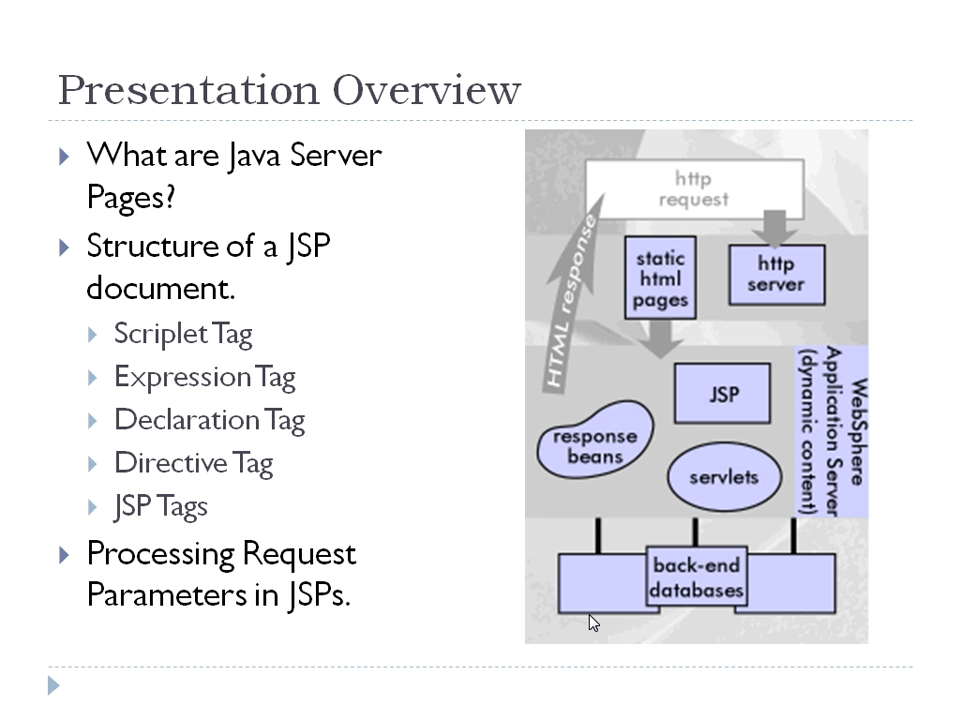 Presentation Overview
What are Java Server
Pages?
Structure of a JSP
document.
Scriplet Tag
Expression Tag
Declaration Tag
Directive Tag
JSP Tags
Processing Request
Parameters in JSPs.
http
request
HTML response
static
html
pages
http
server
JSP
response
beans
servlets
WebSphere
Application Server
(dynamic content)
back-end
databases